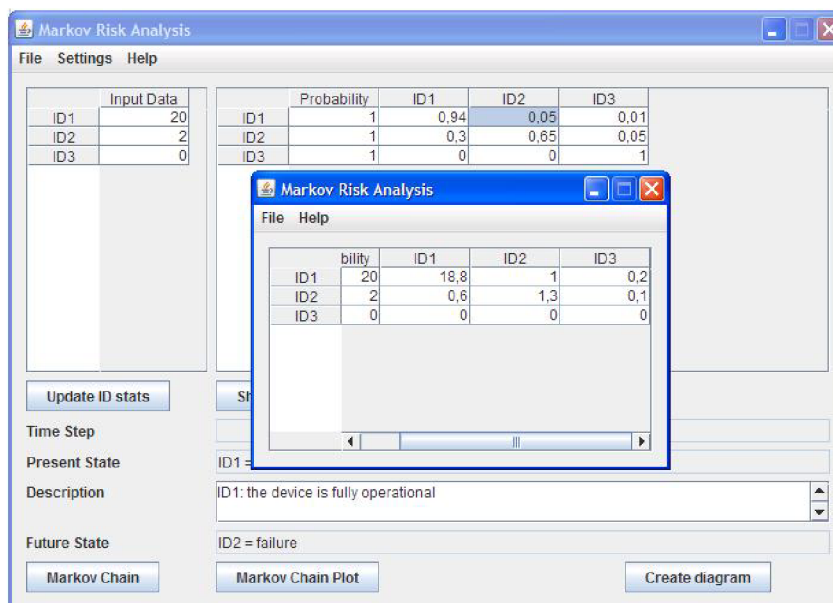 Markov Risk Analysis
File Settings Help
Input Data
ID1 20
ID2 2
ID3 0
Probability ID1 ID2 ID3
ID1 1 0,94 0,05 0,01
ID2 1 0,3 0,65 0,05
ID3 1 0 0 1
Markov Risk Analysis
File Help
bility ID1 ID2 ID3
ID1 20 18,8 1 0,2
ID2 2 0,6 1,3 0,1
ID3 0 0 0 0
Update ID stats
Time Step
Present State ID1 =
Description ID1: the device is fully operational
Future State ID2 = failure
Markov Chain Markov Chain Plot Create diagram